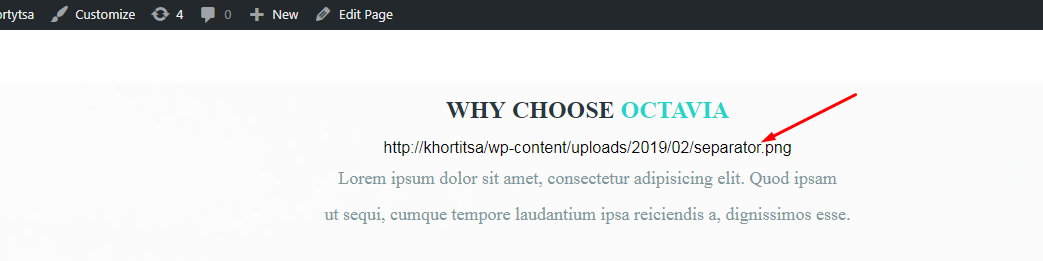 ortytsa Customize 4 0 New Edit Page
WHY CHOOSE OCTAVIA
http://khortitsa/wp-content/uploads/2019/02/separator.png
Lorem ipsum dolor sit amet, consectetur adipisicing elit. Quod ipsam
ut sequi, cumque tempore laudantium ipsa reiciendis a, dignissimos esse.